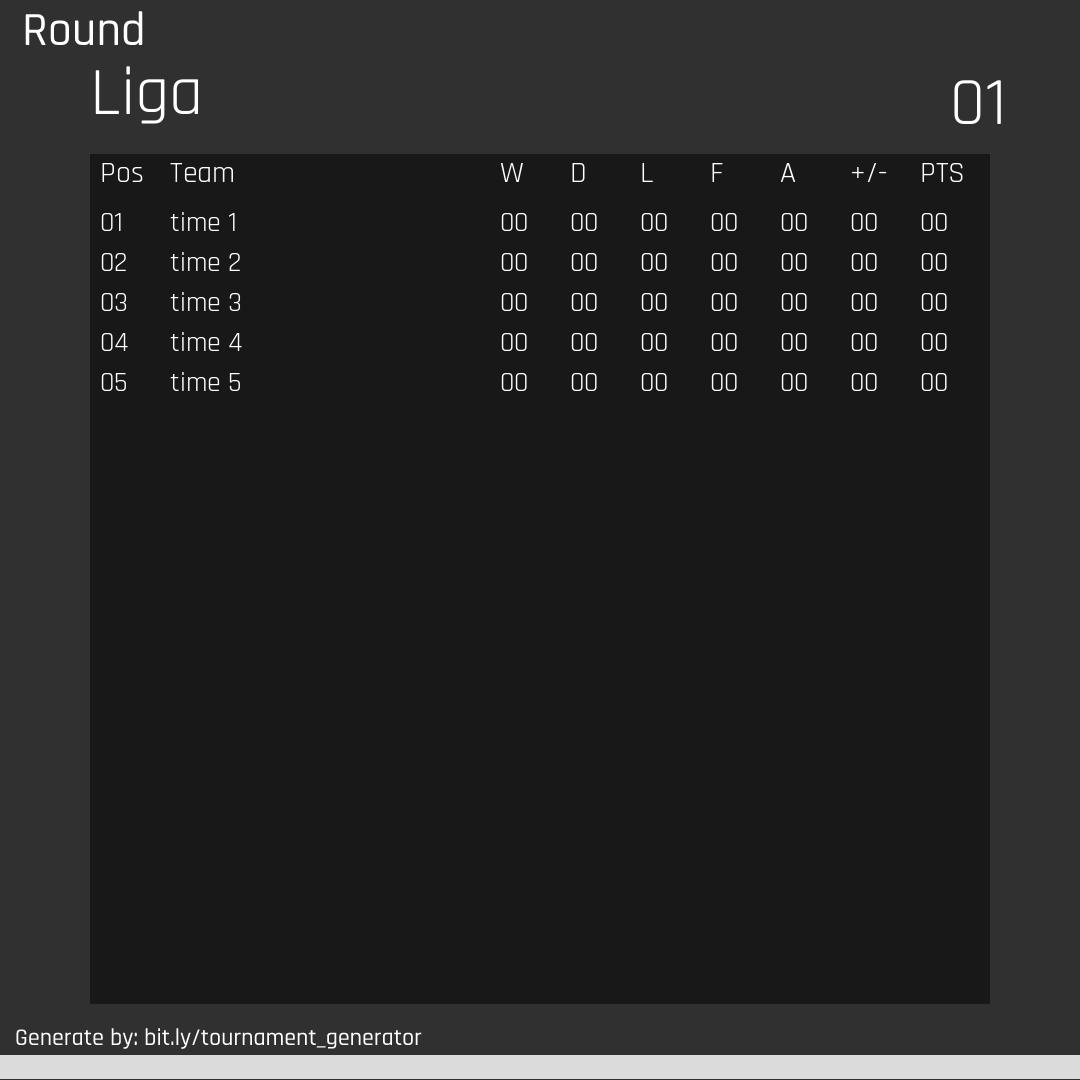 Round
Liga 01
Pos Team W D L F A +/- PTS
01 time 1 00 00 00 00 00 00 00
02 time 2 00 00 00 00 00 00 00
03 time 3 00 00 00 00 00 00 00
04 time 4 00 00 00 00 00 00 00
05 time 5 00 00 00 00 00 00 00
Generate by: bit.ly/tournament_generator